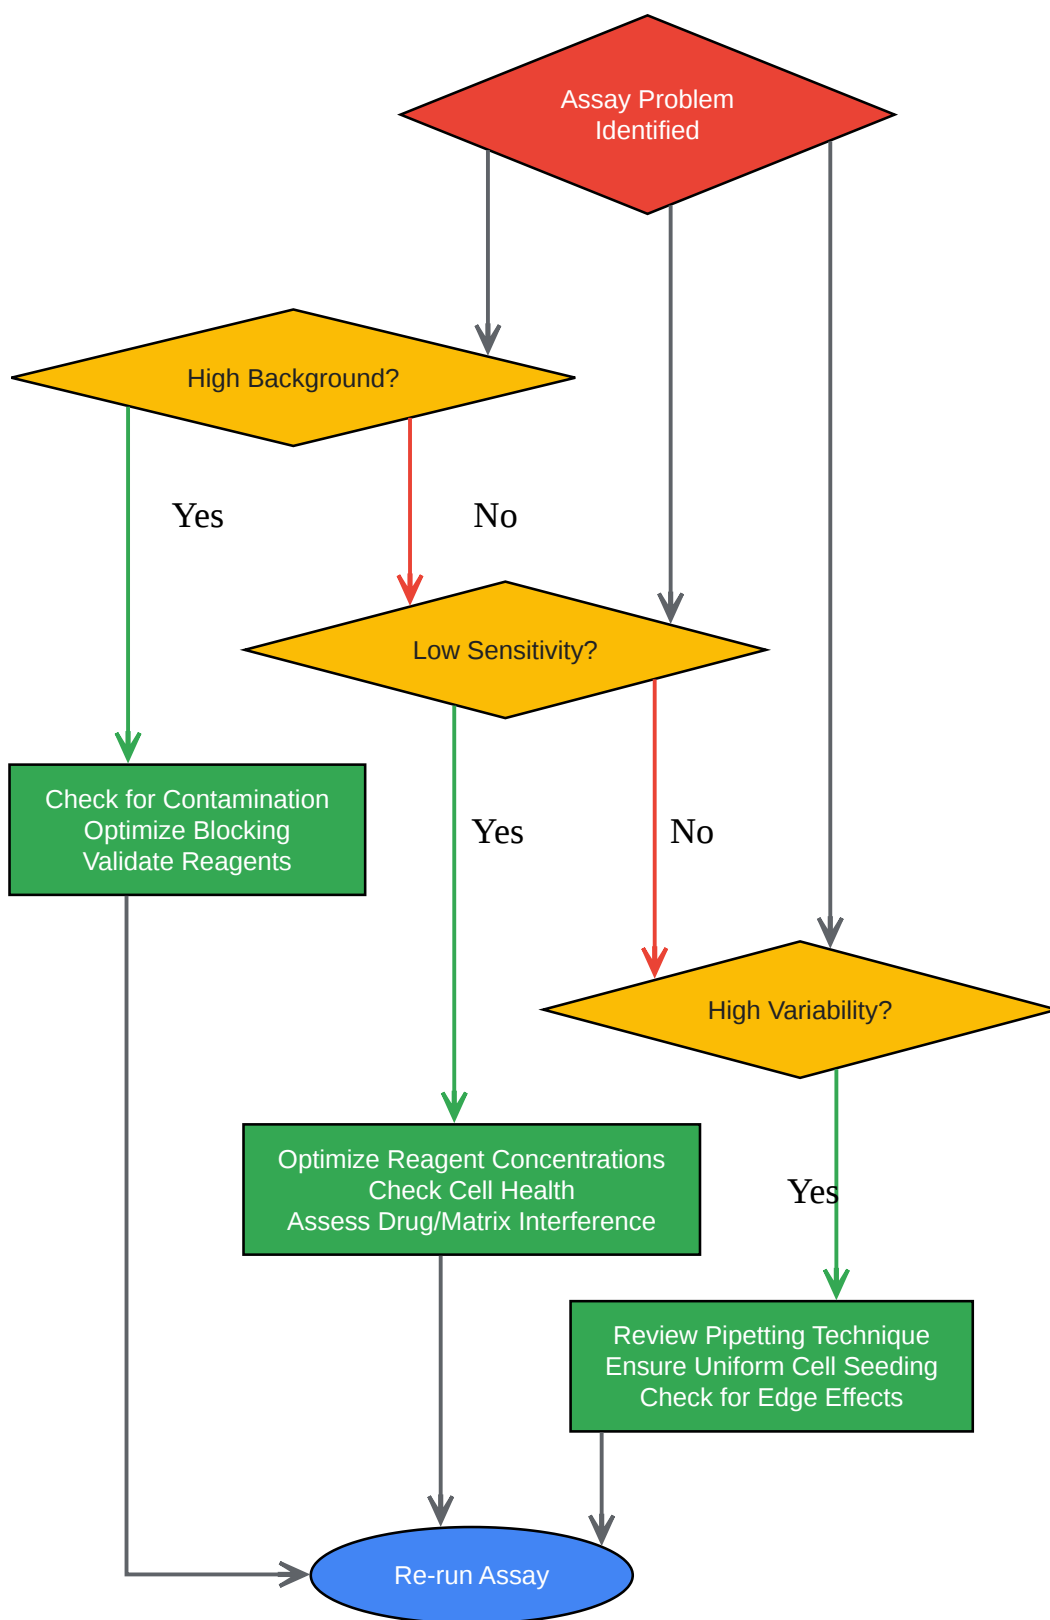 Assay Problem
Identified
High Background?
Yes
No
Low Sensitivity?
Check for Contamination
Optimize Blocking
Validate Reagents
Yes
No
High Variability?
Optimize Reagent Concentrations
Check Cell Health
Assess Drug/Matrix Interference
Yes
Review Pipetting Technique
Ensure Uniform Cell Seeding
Check for Edge Effects
Re-run Assay